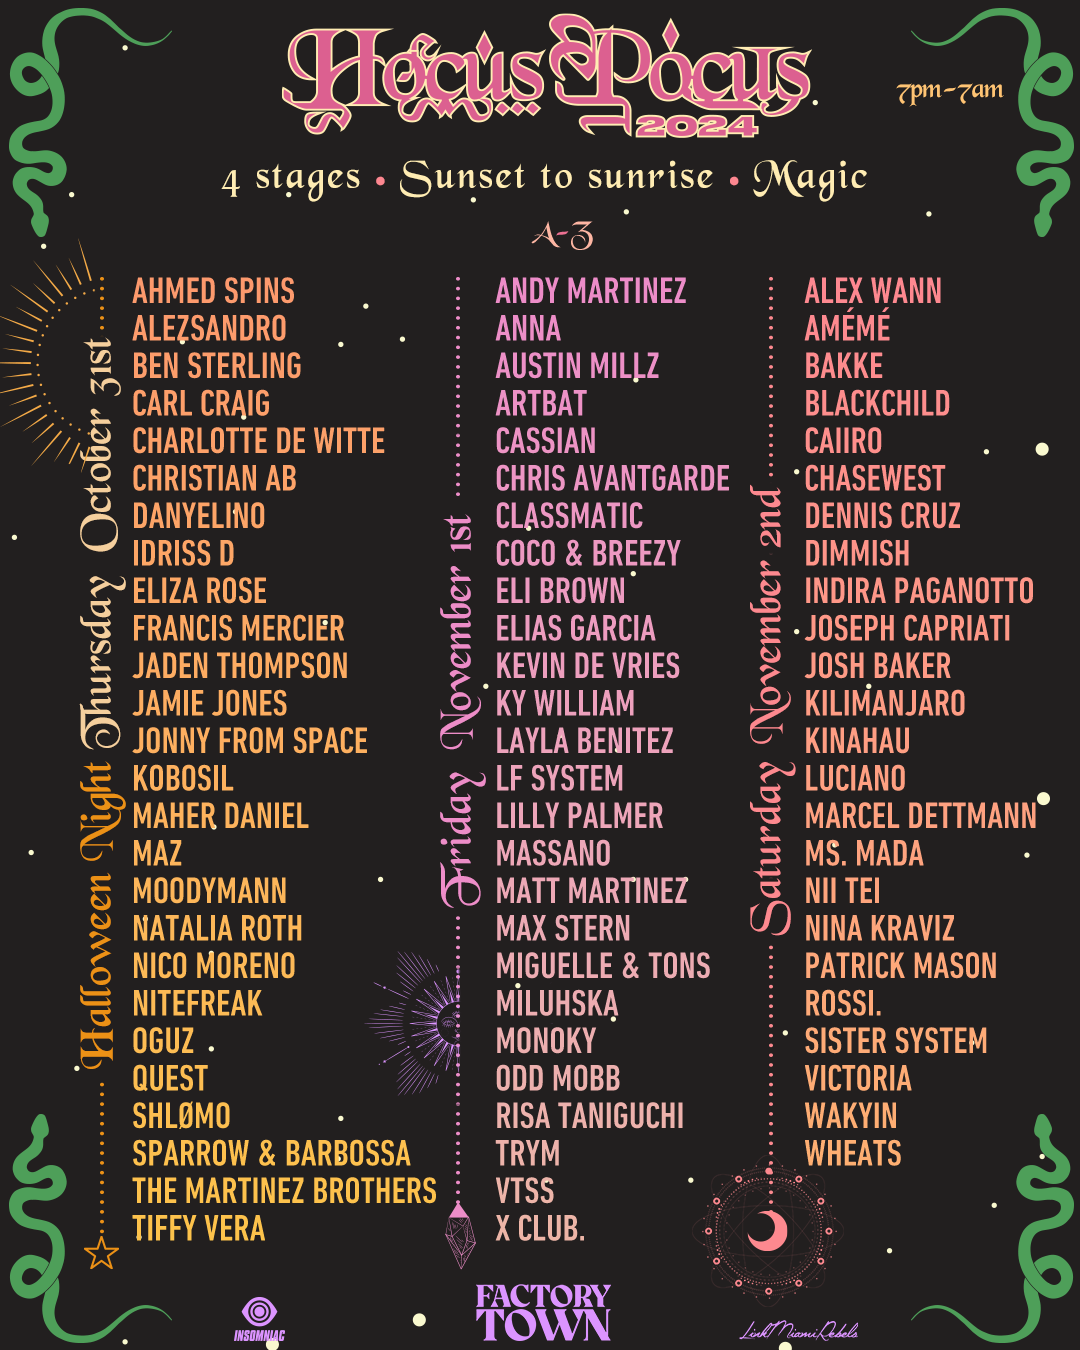 Hocus Pocus
2024
7pm-7am
4 stages • Sunset to sunrise • Magic
A-Z
Halloween Night Thursday October 31st
AHMED SPINS
ALEZSANDRO
BEN STERLING
CARL CRAIG
CHARLOTTE DE WITTE
CHRISTIAN AB
DANYELINO
IDRISS D
ELIZA ROSE
FRANCIS MERCIER
JADEN THOMPSON
JAMIE JONES
JONNY FROM SPACE
KOBOSIL
MAHER DANIEL
MAZ
MOODYMANN
NATALIA ROTH
NICO MORENO
NITEFREAK
OGUZ
QUEST
SHLØMO
SPARROW & BARBOSSA
THE MARTINEZ BROTHERS
TIFFY VERA
Friday November 1st
ANDY MARTINEZ
ANNA
AUSTIN MILLZ
ARTBAT
CASSIAN
CHRIS AVANTGARDE
CLASSMATIC
COCO & BREEZY
ELI BROWN
ELIAS GARCIA
KEVIN DE VRIES
KY WILLIAM
LAYLA BENITEZ
LF SYSTEM
LILLY PALMER
MASSANO
MATT MARTINEZ
MAX STERN
MIGUELLE & TONS
MILUHSKA
MONOKY
ODD MOBB
RISA TANIGUCHI
TRYM
VTSS
X CLUB.
Saturday November 2nd
ALEX WANN
AMÉMÉ
BAKKE
BLACKCHILD
CAIIRO
CHASEWEST
DENNIS CRUZ
DIMMISH
INDIRA PAGANOTTO
JOSEPH CAPRIATI
JOSH BAKER
KILIMANJARO
KINAHAU
LUCIANO
MARCEL DETTMANN
MS. MADA
NII TEI
NINA KRAVIZ
PATRICK MASON
ROSSI.
SISTER SYSTEM
VICTORIA
WAKYIN
WHEATS
INSOMNIAC
FACTORY
TOWN
LinkMiamiRebels